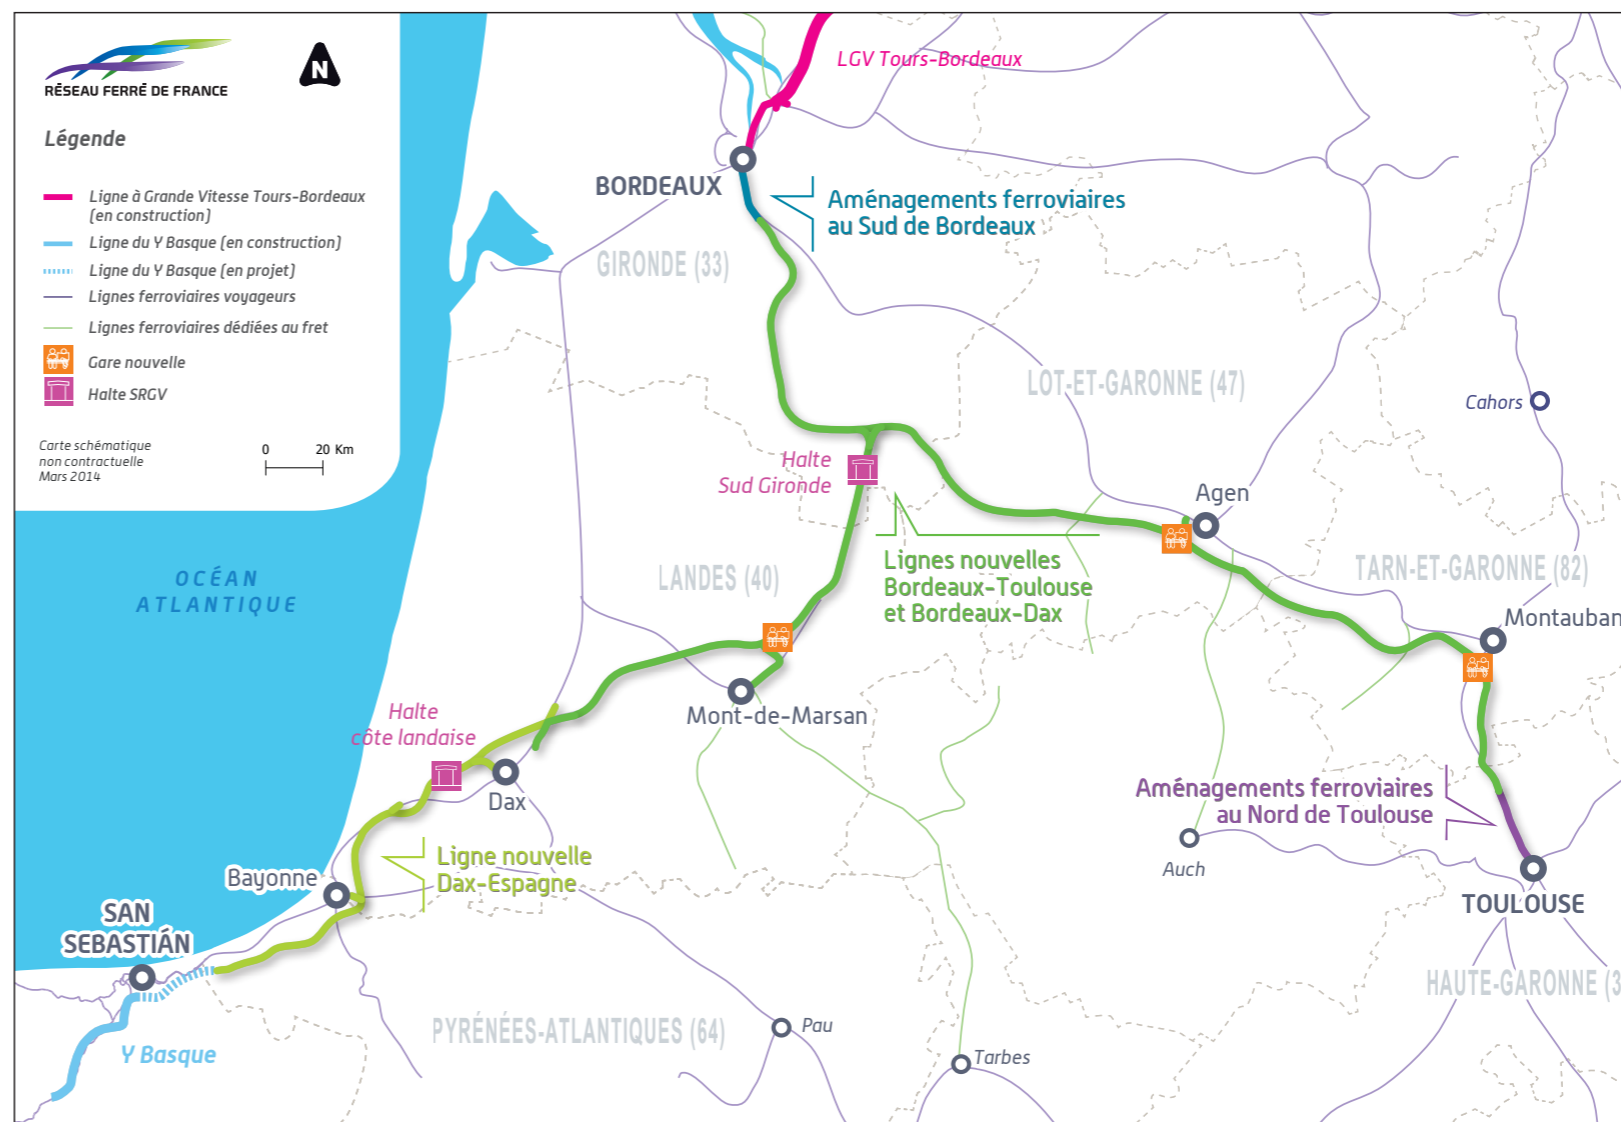 RÉSEAU FERRÉ DE FRANCE
N
Légende
Ligne à Grande Vitesse Tours-Bordeaux
(en construction)
Ligne du Y Basque (en construction)
Ligne du Y Basque (en projet)
Lignes ferroviaires voyageurs
Lignes ferroviaires dédiées au fret
Gare nouvelle
Halte SRGV
Carte schématique
non contractuelle
Mars 2014
0 20 Km
LGV Tours-Bordeaux
BORDEAUX
Aménagements ferroviaires
au Sud de Bordeaux
GIRONDE (33)
LOT-ET-GARONNE (47)
Cahors
Halte
Sud Gironde
Agen
Lignes nouvelles
Bordeaux-Toulouse
et Bordeaux-Dax
OCÉAN
ATLANTIQUE
LANDES (40)
TARN-ET-GARONNE (82)
Montauban
Mont-de-Marsan
Halte
côte landaise
Dax
Aménagements ferroviaires
au Nord de Toulouse
Auch
Ligne nouvelle
Dax-Espagne
Bayonne
TOULOUSE
SAN
SEBASTIÁN
HAUTE-GARONNE (3
PYRÉNÉES-ATLANTIQUES (64)
Pau
Tarbes
Y Basque